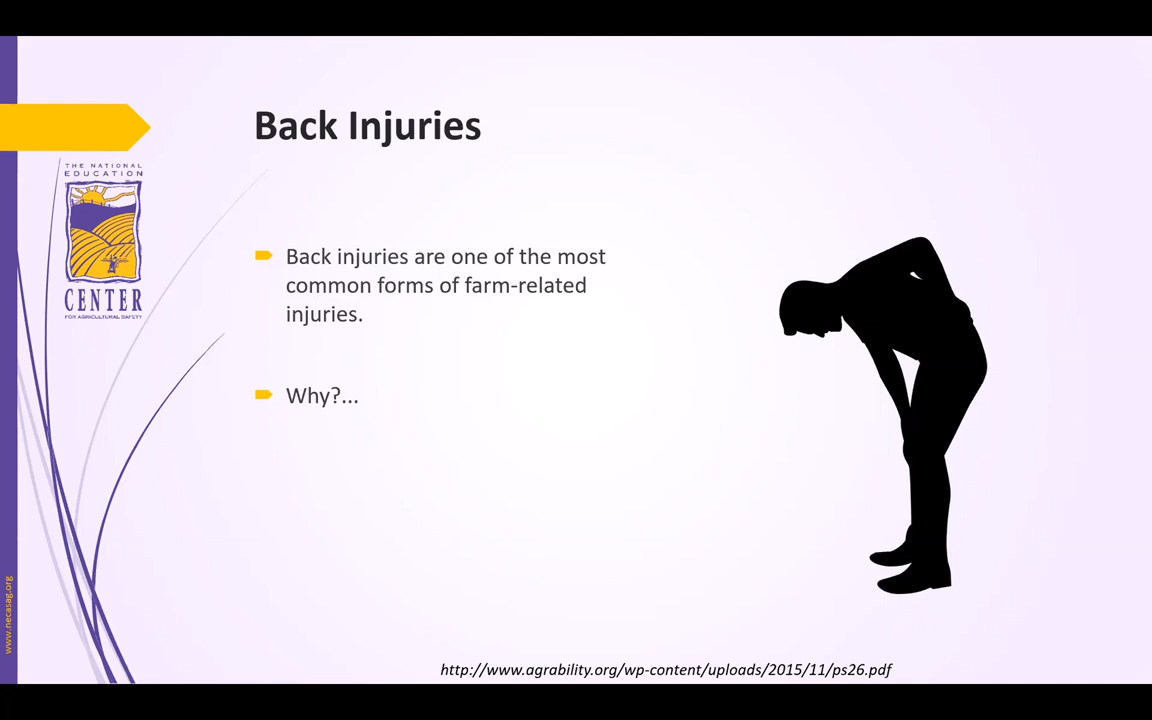 Back Injuries
THE NATIONAL
EDUCATION
CENTER
FOR AGRICULTURAL SAFETY
Back injuries are one of the most
common forms of farm-related
injuries.
Why?...
www.necasag.org
http://www.agrability.org/wp-content/uploads/2015/11/ps26.pdf